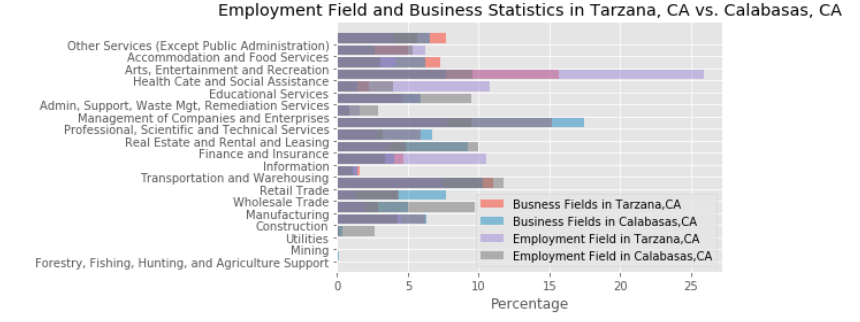 Employment Field and Business Statistics in Tarzana, CA vs. Calabasas, CA
Other Services (Except Public Administration)
Accommodation and Food Services
Arts, Entertainment and Recreation
Health Cate and Social Assistance
Educational Services
Admin, Support, Waste Mgt, Remediation Services
Management of Companies and Enterprises
Professional, Scientific and Technical Services
Real Estate and Rental and Leasing
Finance and Insurance
Information
Transportation and Warehousing
Retail Trade
Wholesale Trade
Manufacturing
Construction
Utilities
Mining
Forestry, Fishing, Hunting, and Agriculture Support
Busness Fields in Tarzana,CA
Business Fields in Calabasas,CA
Employment Field in Tarzana,CA
Employment Field in Calabasas,CA
0 5 10 15 20 25
Percentage